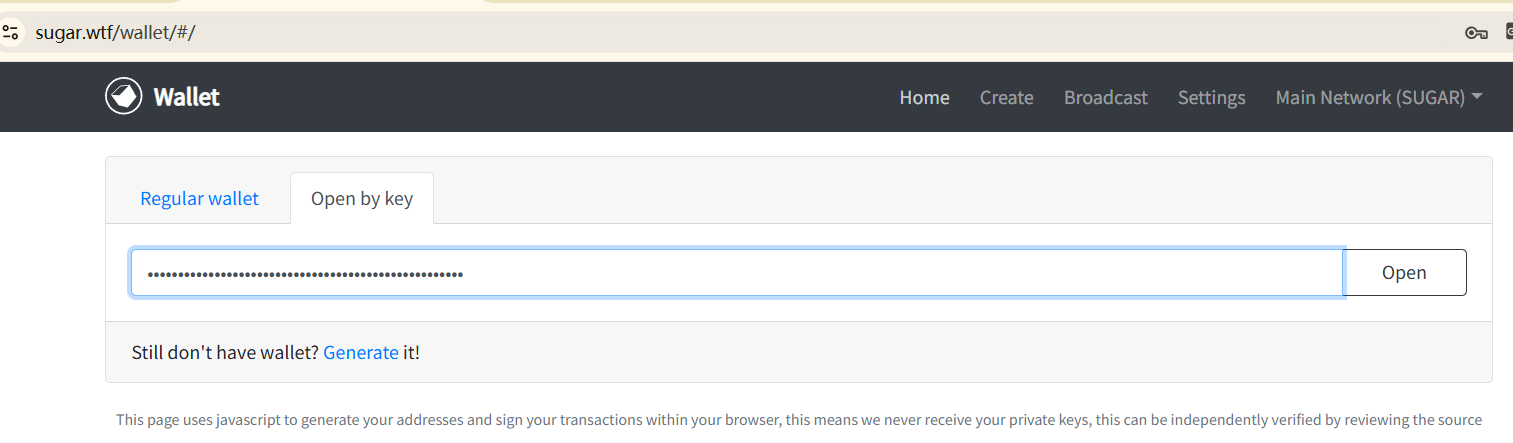 sugar.wtf/wallet/#/
Wallet
Home
Create
Broadcast
Settings
Main Network (SUGAR)
Regular wallet
Open by key
••••••••••••••••••••••••••••••••••••••••••••••••••••
Open
Still don't have wallet? Generate it!
This page uses javascript to generate your addresses and sign your transactions within your browser, this means we never receive your private keys, this can be independently verified by reviewing the source